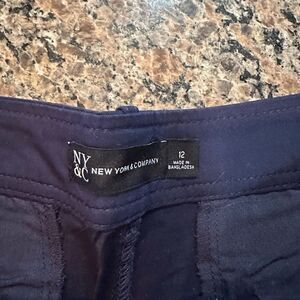 NY
&C
NEW YORK & COMPANY
12
MADE IN
BANGLADESH